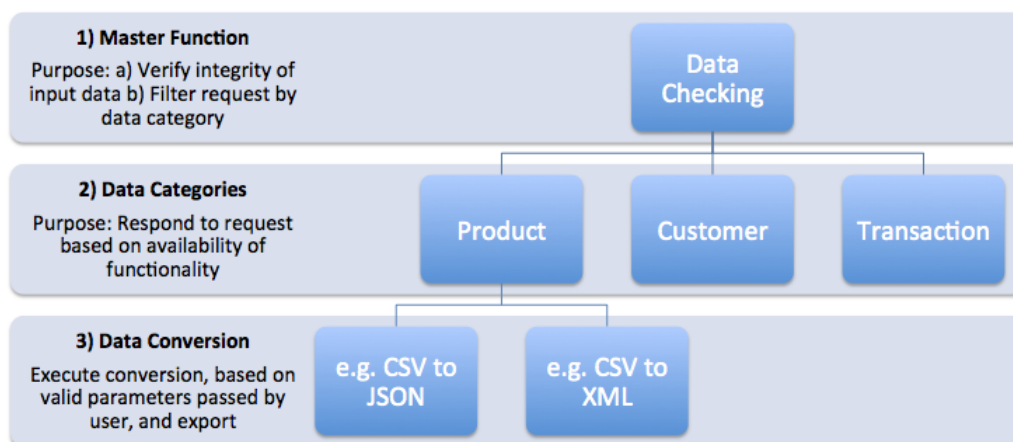 1) Master Function
Purpose: a) Verify integrity of
input data b) Filter request by
data category
Data
Checking
2) Data Categories
Purpose: Respond to request
based on availability of
functionality
Product
Customer
Transaction
3) Data Conversion
Execute conversion, based on
valid parameters passed by
user, and export
e.g. CSV to
JSON
e.g. CSV to
XML